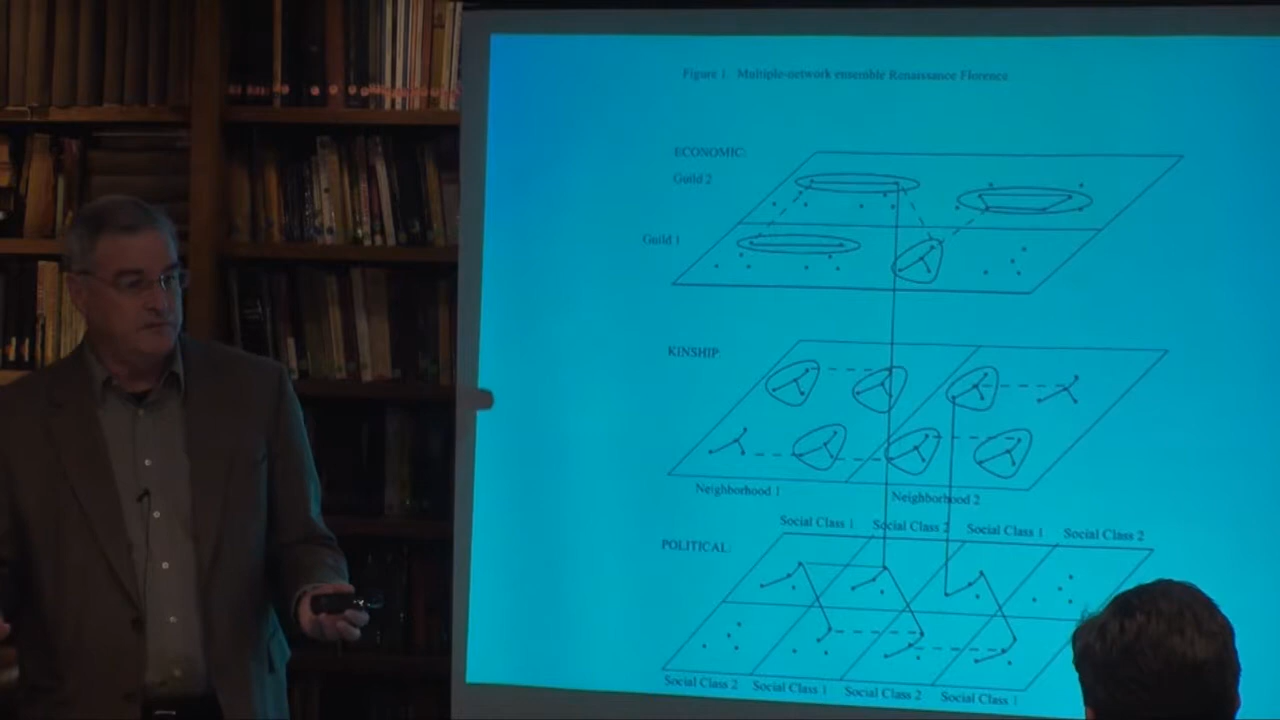 Figure 1. Multiple-network ensemble Renaissance Florence
ECONOMIC:
Guild 2
Guild 1
KINSHIP:
Neighborhood 1
Neighborhood 2
Social Class 1 Social Class 2 Social Class 1 Social Class 2
POLITICAL:
Social Class 2 Social Class 1 Social Class 2 Social Class 1